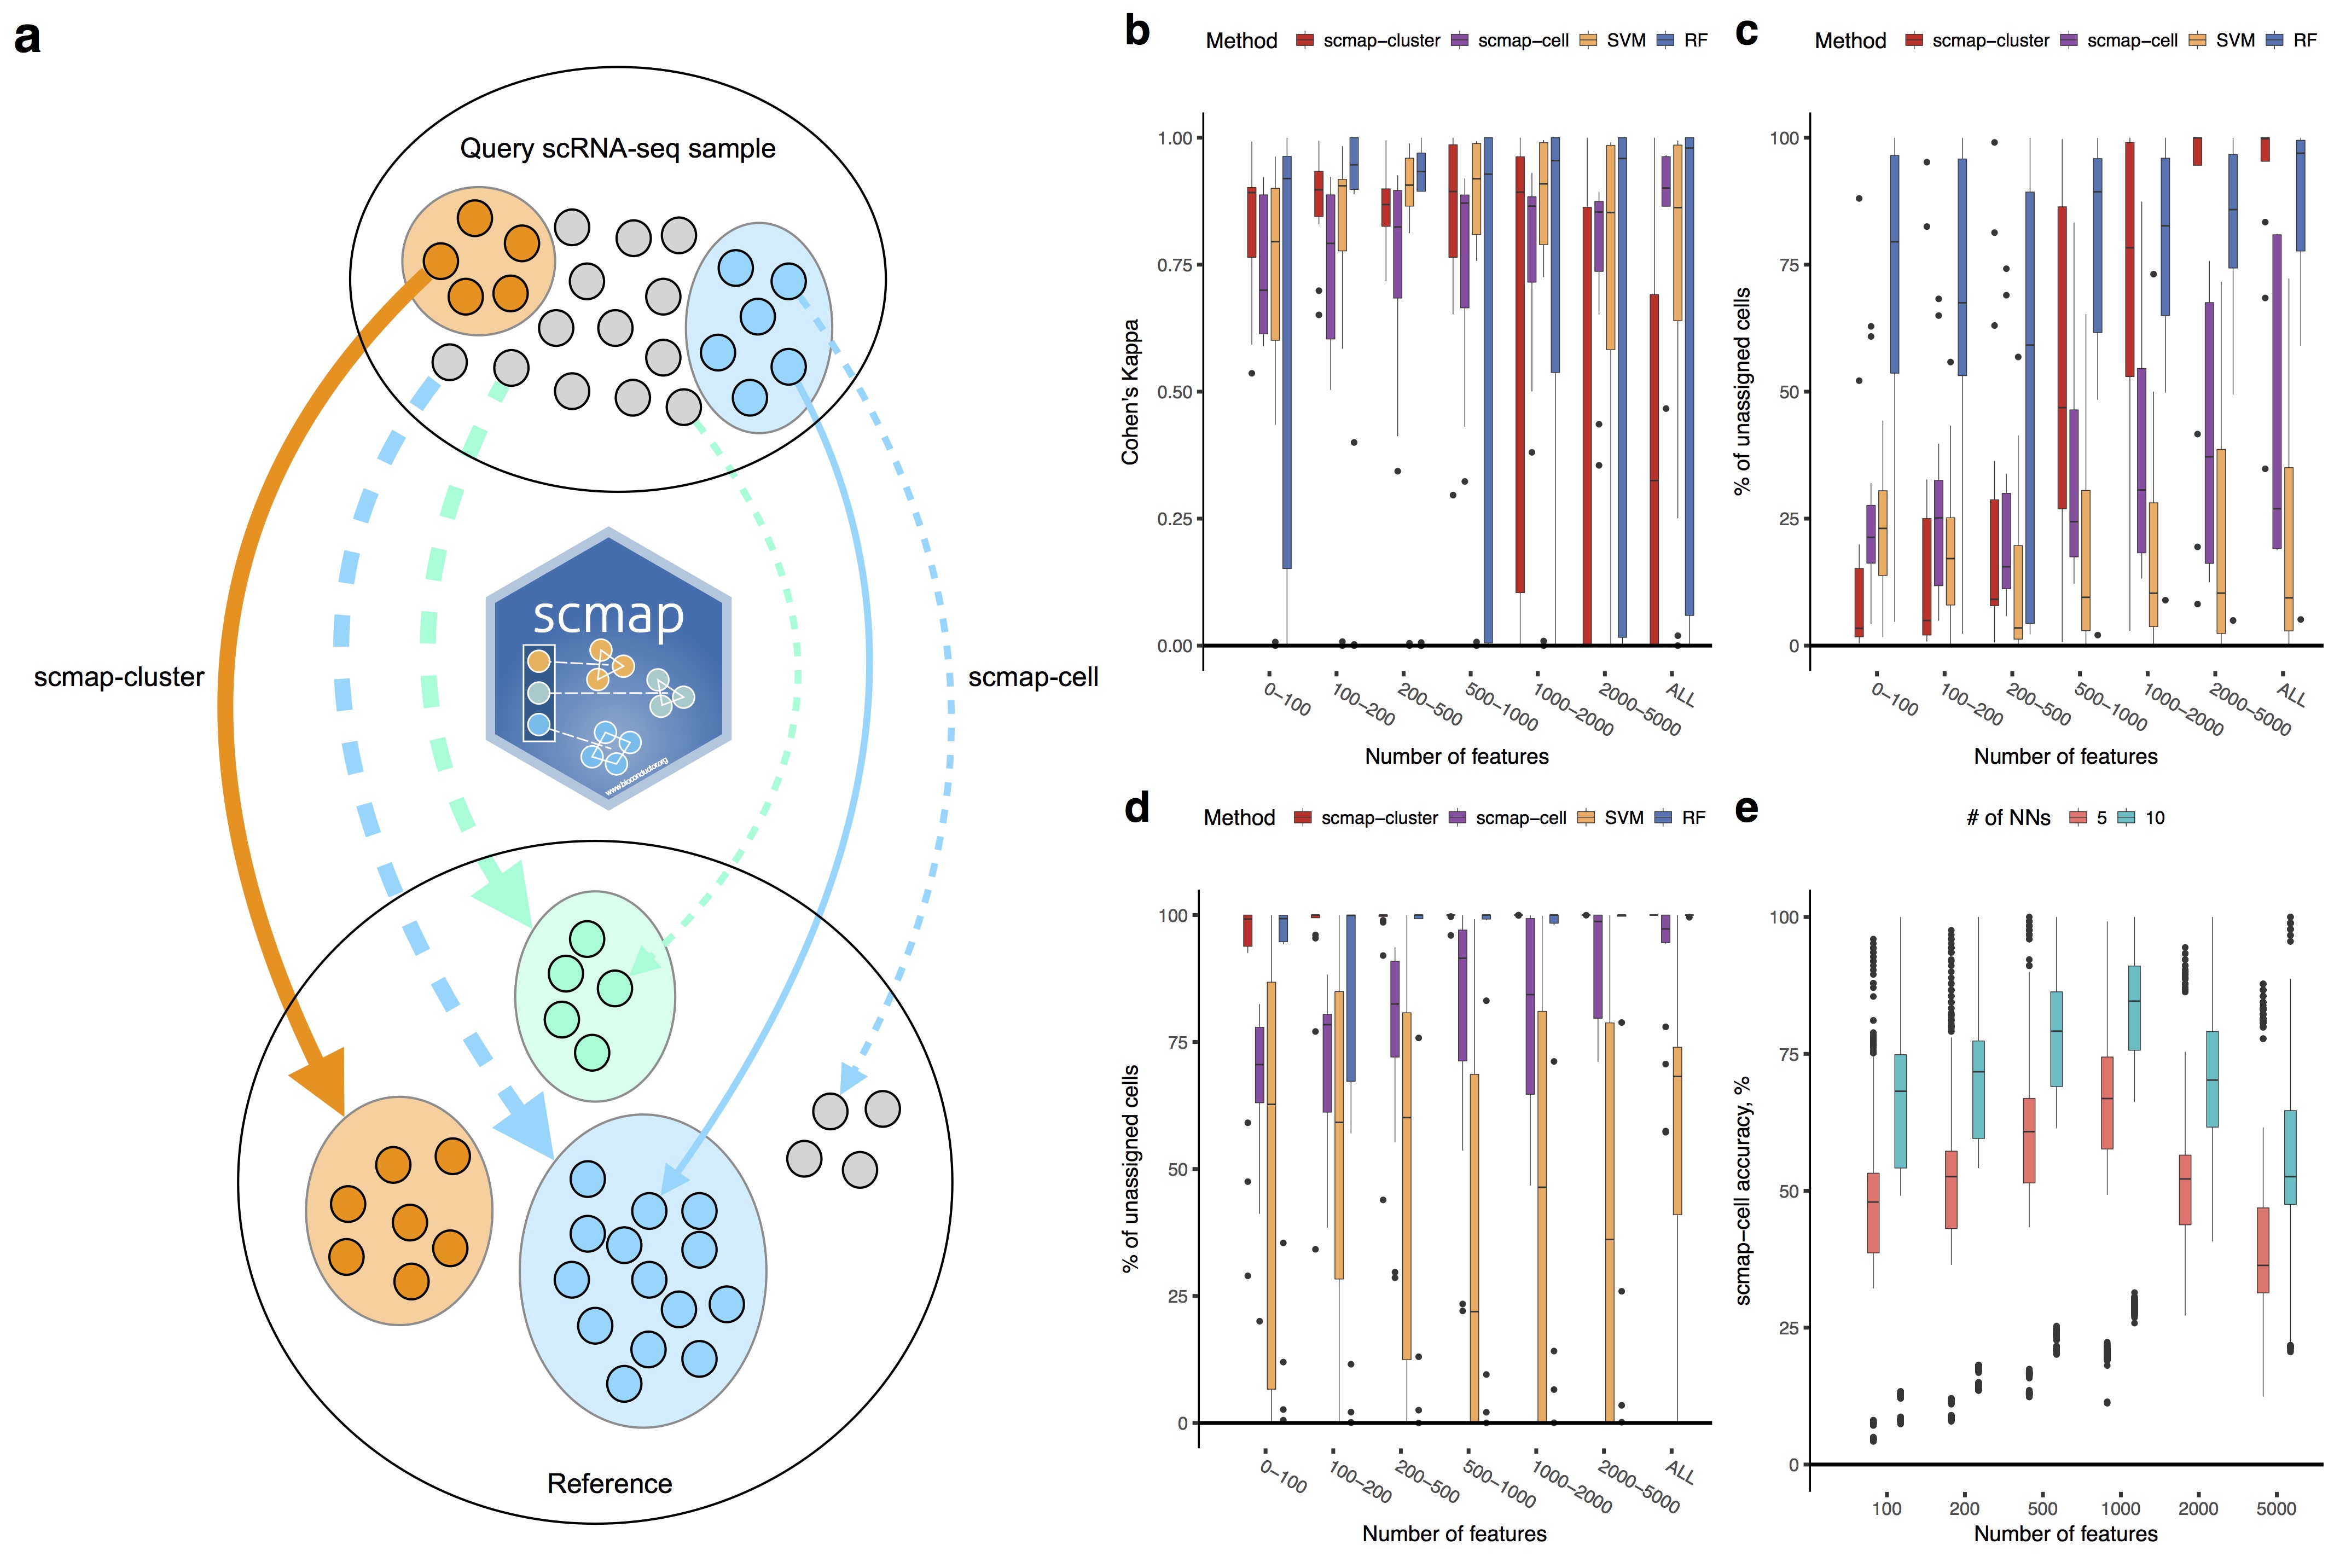 a
Query scRNA-seq sample
scmap
www.bioconductor.org
scmap-cluster
scmap-cell
Reference
b
Method scmap−cluster scmap−cell SVM RF
1.00
0.75
0.50
0.25
0.00
Cohen's Kappa
0−100 100−200 200−500 500−1000 1000−2000 2000−5000 ALL
Number of features
c
Method scmap−cluster scmap−cell SVM RF
100
75
50
25
0
% of unassigned cells
0−100 100−200 200−500 500−1000 1000−2000 2000−5000 ALL
Number of features
d
Method scmap−cluster scmap−cell SVM RF
100
75
50
25
0
% of unassigned cells
0−100 100−200 200−500 500−1000 1000−2000 2000−5000 ALL
Number of features
e
# of NNs 5 10
100
75
50
25
0
scmap−cell accuracy, %
100 200 500 1000 2000 5000
Number of features